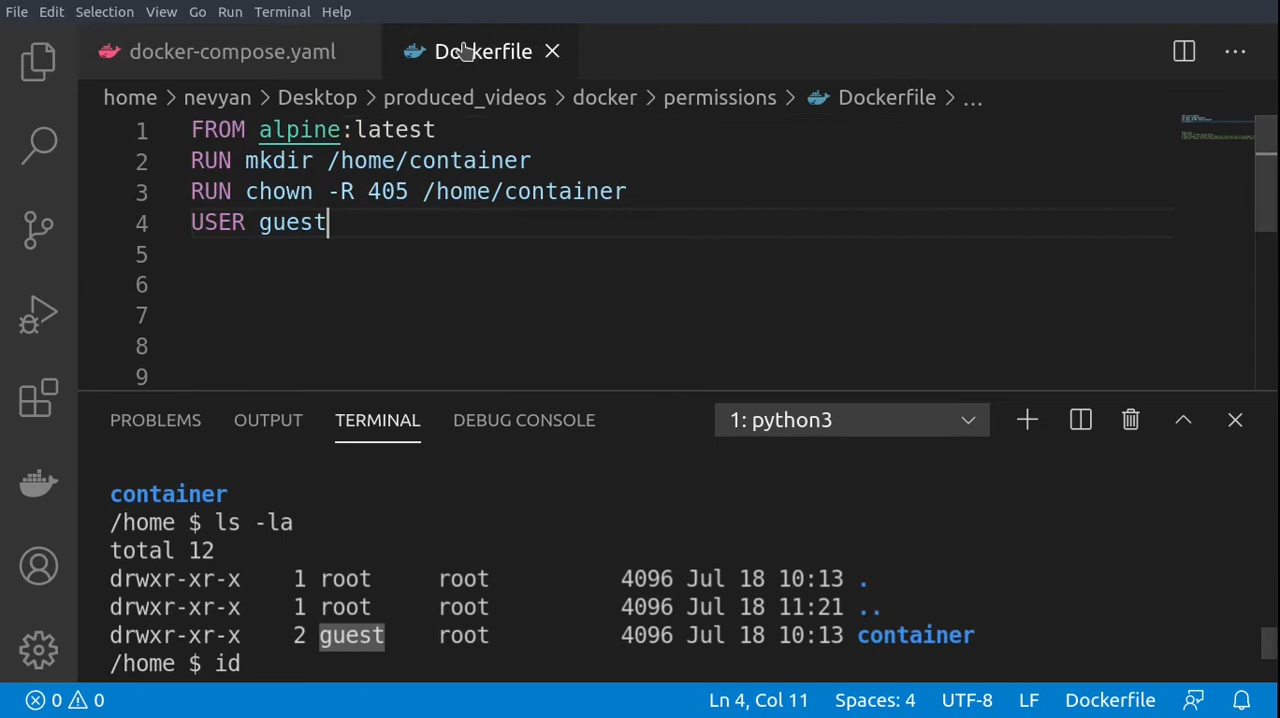 File Edit Selection View Go Run Terminal Help
docker-compose.yaml Dockerfile
home > nevyan > Desktop > produced_videos > docker > permissions > Dockerfile > ...
1 FROM alpine:latest
2 RUN mkdir /home/container
3 RUN chown -R 405 /home/container
4 USER guest
5
6
7
8
9
PROBLEMS OUTPUT TERMINAL DEBUG CONSOLE 1: python3
container
/home $ ls -la
total 12
drwxr-xr-x 1 root root 4096 Jul 18 10:13 .
drwxr-xr-x 1 root root 4096 Jul 18 11:21 ..
drwxr-xr-x 2 guest root 4096 Jul 18 10:13 container
/home $ id
0 0 Ln 4, Col 11 Spaces: 4 UTF-8 LF Dockerfile